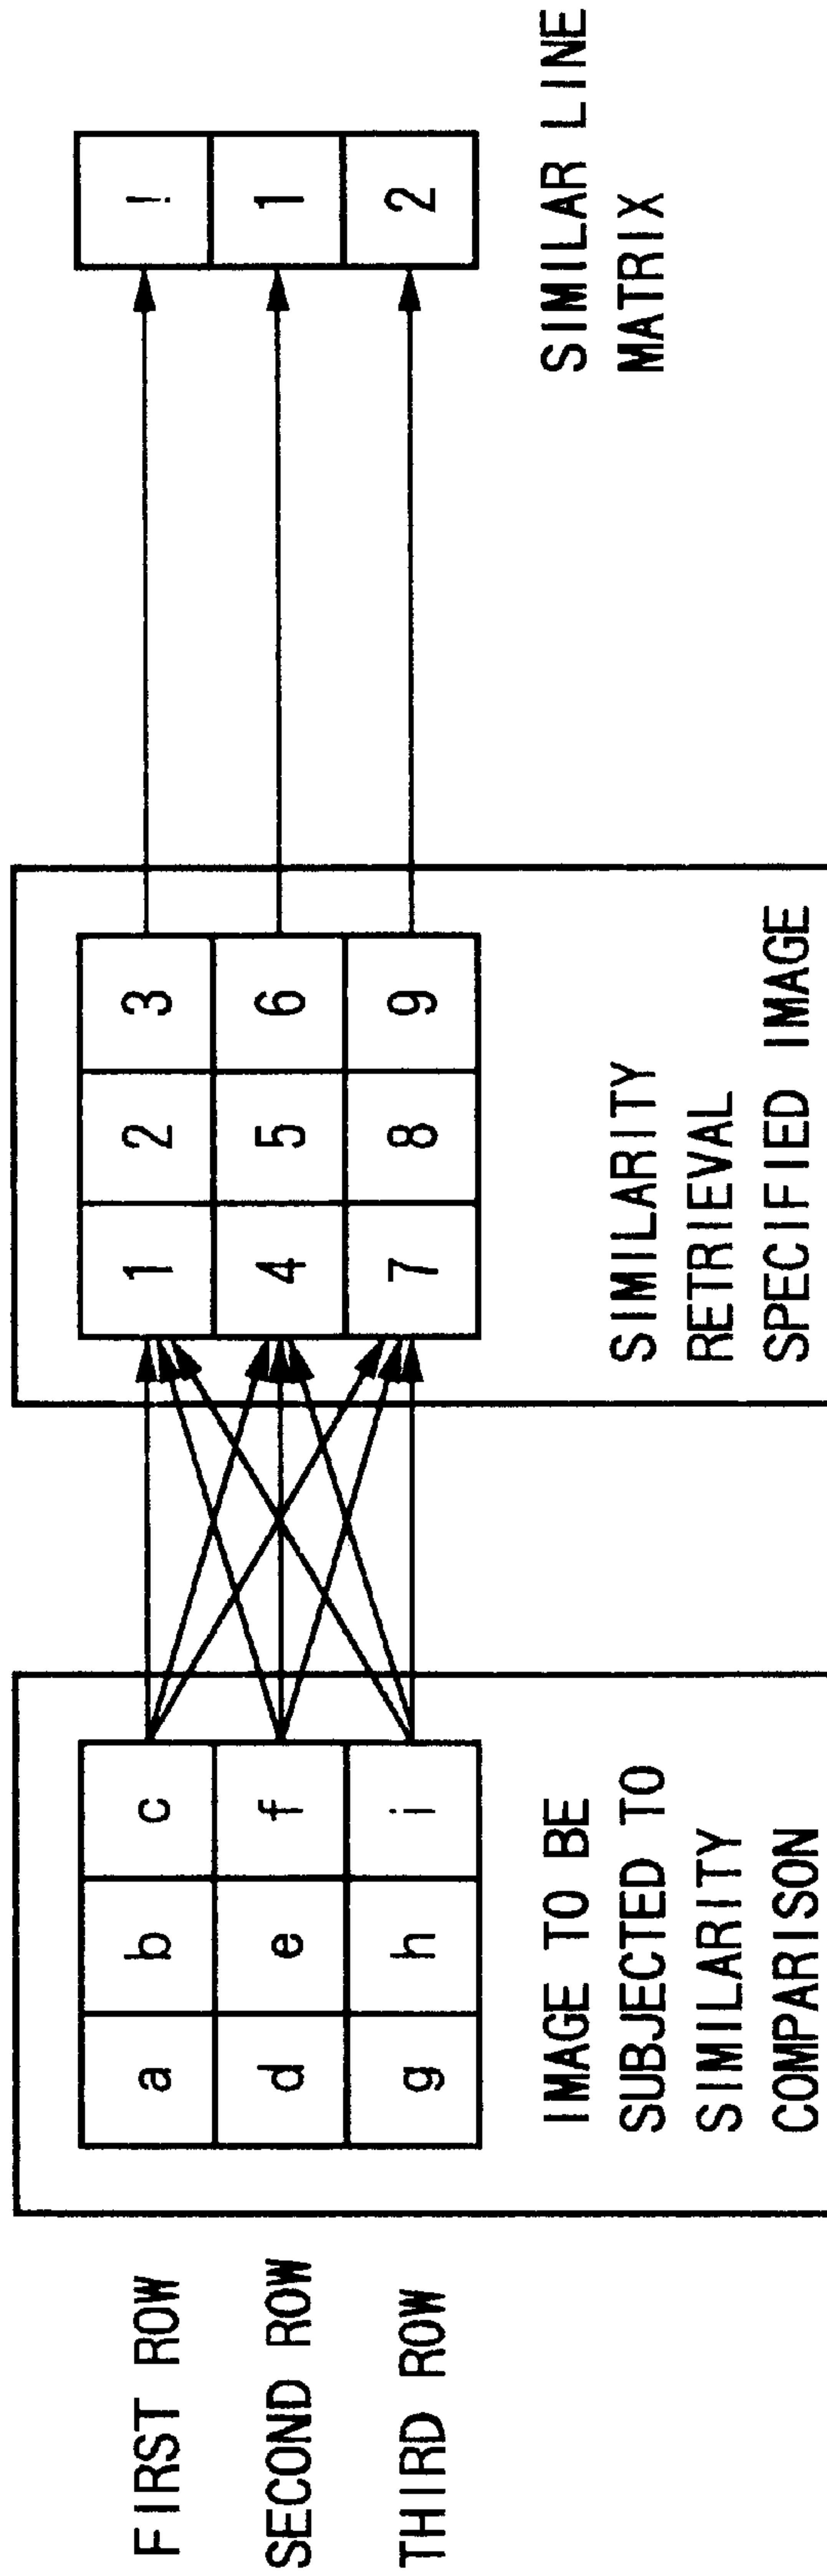 FIRST ROW
SECOND ROW
THIRD ROW
a b c
d e f
g h i
IMAGE TO BE
SUBJECTED TO
SIMILARITY
COMPARISON
1 2 3
4 5 6
7 8 9
SIMILARITY
RETRIEVAL
SPECIFIED IMAGE
!
1
2
SIMILAR LINE
MATRIX